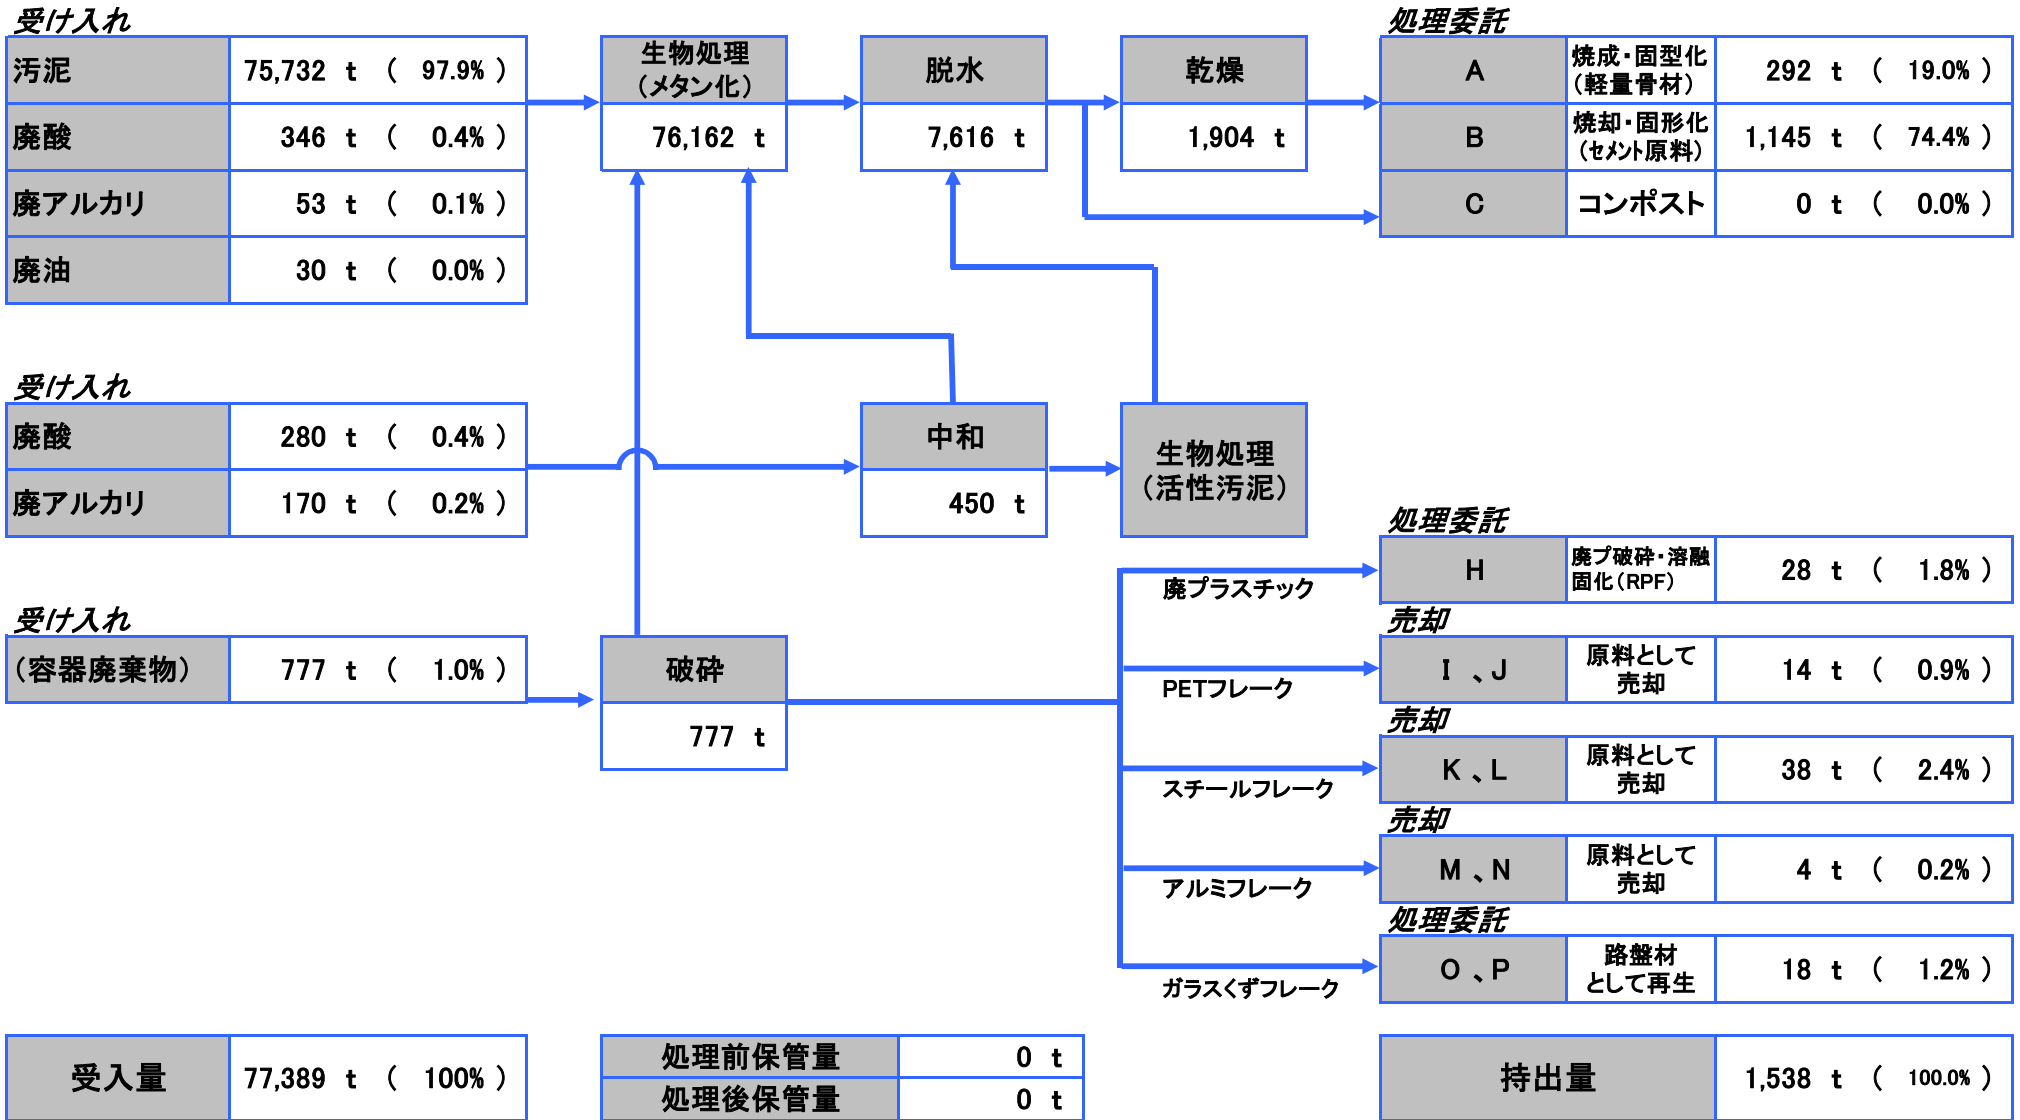 受け入れ
汚泥 75,732 t ( 97.9% )
廃酸 346 t ( 0.4% )
廃アルカリ 53 t ( 0.1% )
廃油 30 t ( 0.0% )
生物処理
(メタン化)
76,162 t
脱水
7,616 t
乾燥
1,904 t
処理委託
A 焼成・固型化
(軽量骨材)
292 t ( 19.0% )
B 焼却・固形化
(セメント原料)
1,145 t ( 74.4% )
C コンポスト 0 t ( 0.0% )
受け入れ
廃酸 280 t ( 0.4% )
廃アルカリ 170 t ( 0.2% )
中和
450 t
生物処理
(活性汚泥)
受け入れ
(容器廃棄物) 777 t ( 1.0% )
破砕
777 t
処理委託
廃プラスチック
H 廃プ破砕・溶融
固化(RPF)
28 t ( 1.8% )
売却
PETフレーク
I 、J 原料として
売却
14 t ( 0.9% )
売却
スチールフレーク
K 、L 原料として
売却
38 t ( 2.4% )
売却
アルミフレーク
M 、N 原料として
売却
4 t ( 0.2% )
処理委託
ガラスくずフレーク
O 、P 路盤材
として再生
18 t ( 1.2% )
受入量 77,389 t ( 100% )
処理前保管量 0 t
処理後保管量 0 t
持出量 1,538 t ( 100.0% )